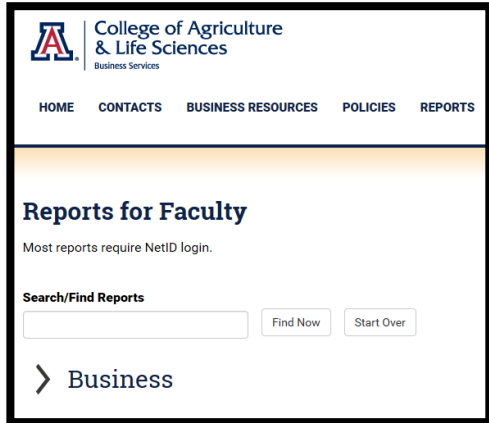 A
College of Agriculture
& Life Sciences
Business Services
HOME CONTACTS BUSINESS RESOURCES POLICIES REPORTS
Reports for Faculty
Most reports require NetID login.
Search/Find Reports
Find Now Start Over
Business